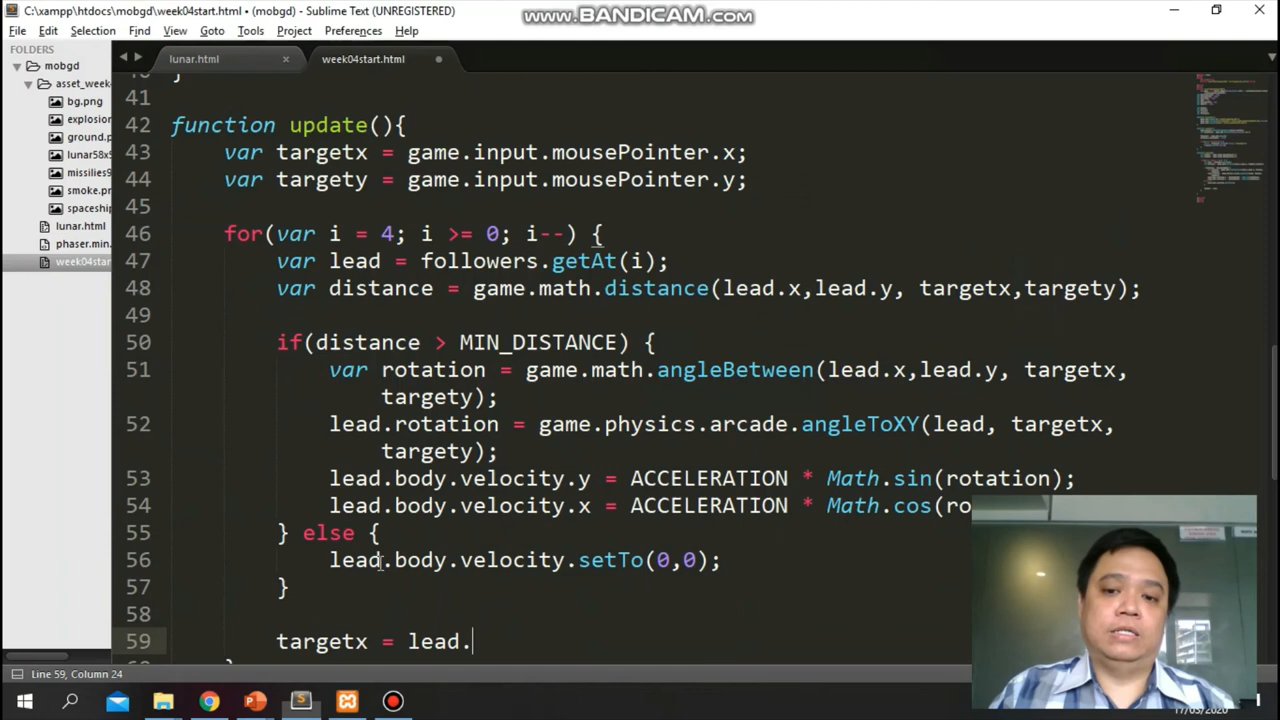 C:\xampp\htdocs\mobgd\week04start.html • (mobgd) - Sublime Text (UNREGISTERED)
www.BANDICAM.com
File Edit Selection Find View Goto Tools Project Preferences Help
FOLDERS
mobgd
asset_week
bg.png
explosion
ground.p
lunar58x5
missilies9
smoke.pn
spaceship
lunar.html
phaser.min.
week04start
lunar.html
week04start.html
}
41
42 function update(){
43 var targetx = game.input.mousePointer.x;
44 var targety = game.input.mousePointer.y;
45
46 for(var i = 4; i >= 0; i--) {
47 var lead = followers.getAt(i);
48 var distance = game.math.distance(lead.x,lead.y, targetx,targety);
49
50 if(distance > MIN_DISTANCE) {
51 var rotation = game.math.angleBetween(lead.x,lead.y, targetx,
targety);
52 lead.rotation = game.physics.arcade.angleToXY(lead, targetx,
targety);
53 lead.body.velocity.y = ACCELERATION * Math.sin(rotation);
54 lead.body.velocity.x = ACCELERATION * Math.cos(ro
55 } else {
56 lead.body.velocity.setTo(0,0);
57 }
58
59 targetx = lead.
Line 59, Column 24
17/03/2020